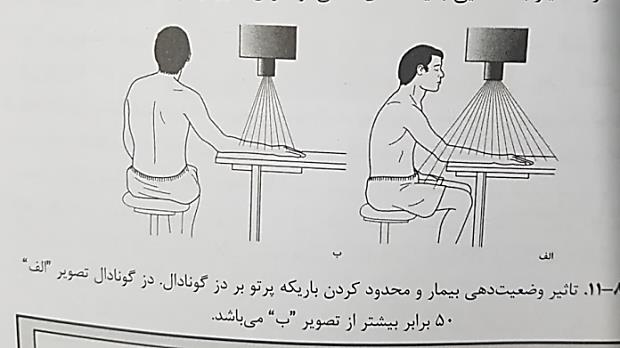 الف
ب
۱۱-۸. تاثیر وضعیت‌دهی بیمار و محدود کردن باریکه پرتو بر دز گونادال. دز گونادال تصویر "الف"
۵۰ برابر بیشتر از تصویر "ب" می‌باشد.